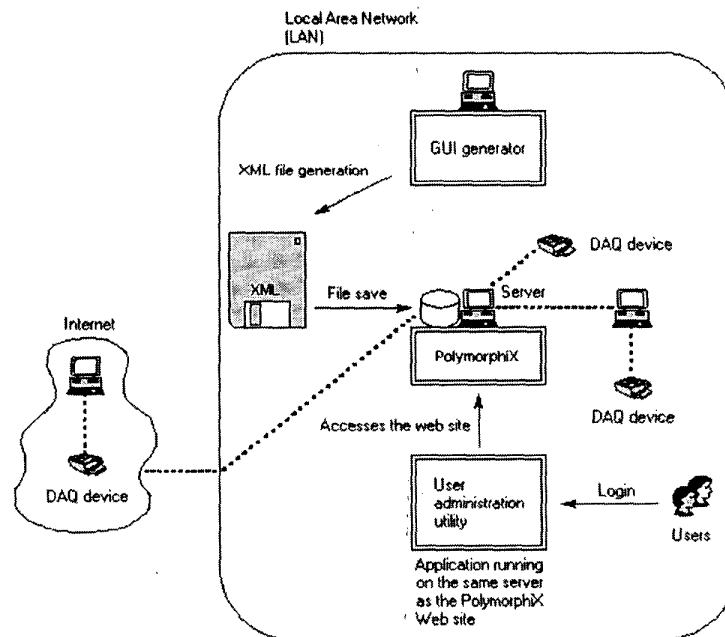 Local Area Network
(LAN)
GUI generator
XML file generation
DAQ device
XML
File save
Server
Internet
PolymorphiX
DAQ device
Accesses the web site
DAQ device
User
administration
utility
Login
Users
Application running
on the same server
as the PolymorphiX
Web site